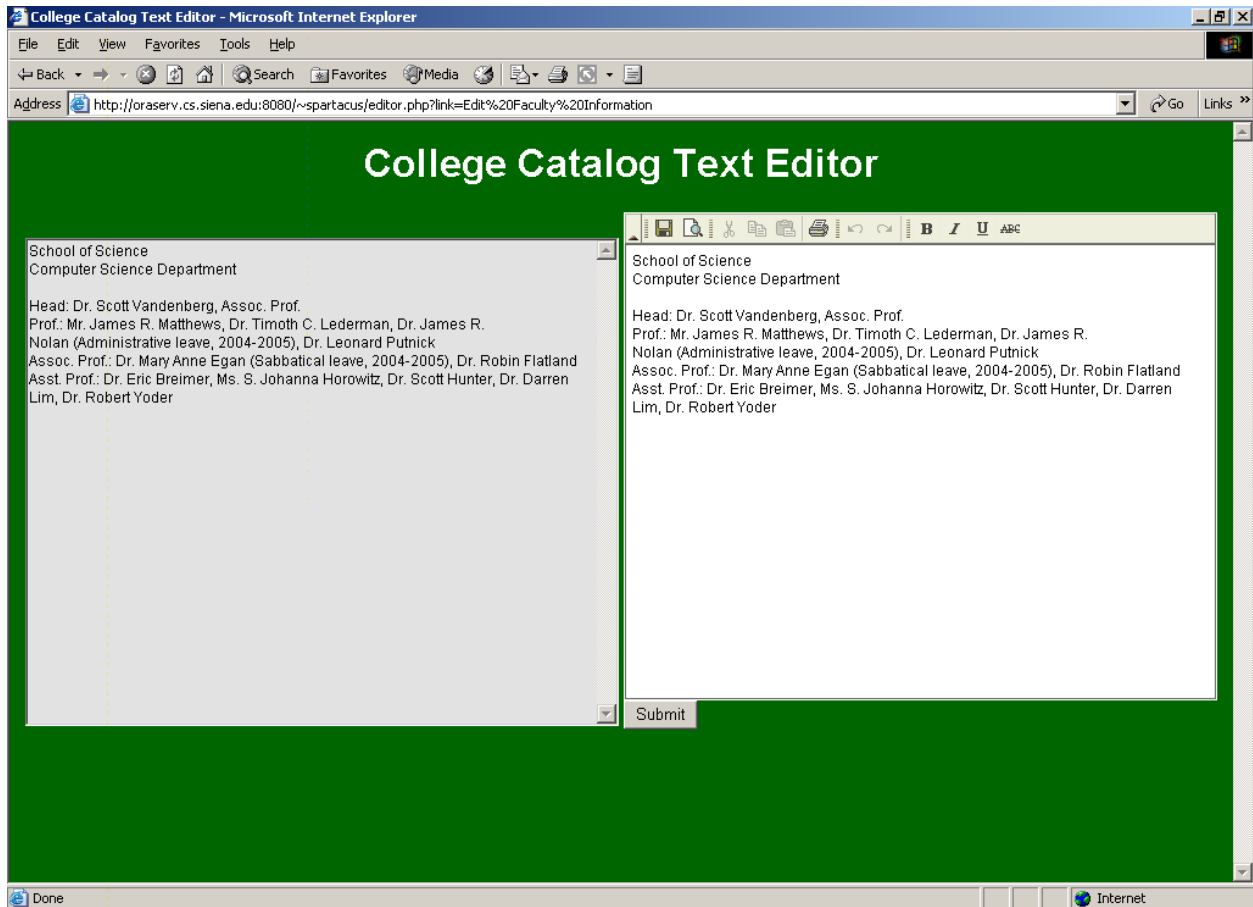 College Catalog Text Editor - Microsoft Internet Explorer
File Edit View Favorites Tools Help
Back Search Favorites Media
Address http://oraserv.cs.siena.edu:8080/~spartacus/editor.php?link=Edit%20Faculty%20Information Go Links »
College Catalog Text Editor
School of Science
Computer Science Department
Head: Dr. Scott Vandenberg, Assoc. Prof.
Prof.: Mr. James R. Matthews, Dr. Timoth C. Lederman, Dr. James R.
Nolan (Administrative leave, 2004-2005), Dr. Leonard Putnick
Assoc. Prof.: Dr. Mary Anne Egan (Sabbatical leave, 2004-2005), Dr. Robin Flatland
Asst. Prof.: Dr. Eric Breimer, Ms. S. Johanna Horowitz, Dr. Scott Hunter, Dr. Darren
Lim, Dr. Robert Yoder
B I U ABC
School of Science
Computer Science Department
Head: Dr. Scott Vandenberg, Assoc. Prof.
Prof.: Mr. James R. Matthews, Dr. Timoth C. Lederman, Dr. James R.
Nolan (Administrative leave, 2004-2005), Dr. Leonard Putnick
Assoc. Prof.: Dr. Mary Anne Egan (Sabbatical leave, 2004-2005), Dr. Robin Flatland
Asst. Prof.: Dr. Eric Breimer, Ms. S. Johanna Horowitz, Dr. Scott Hunter, Dr. Darren
Lim, Dr. Robert Yoder
Submit
Done Internet